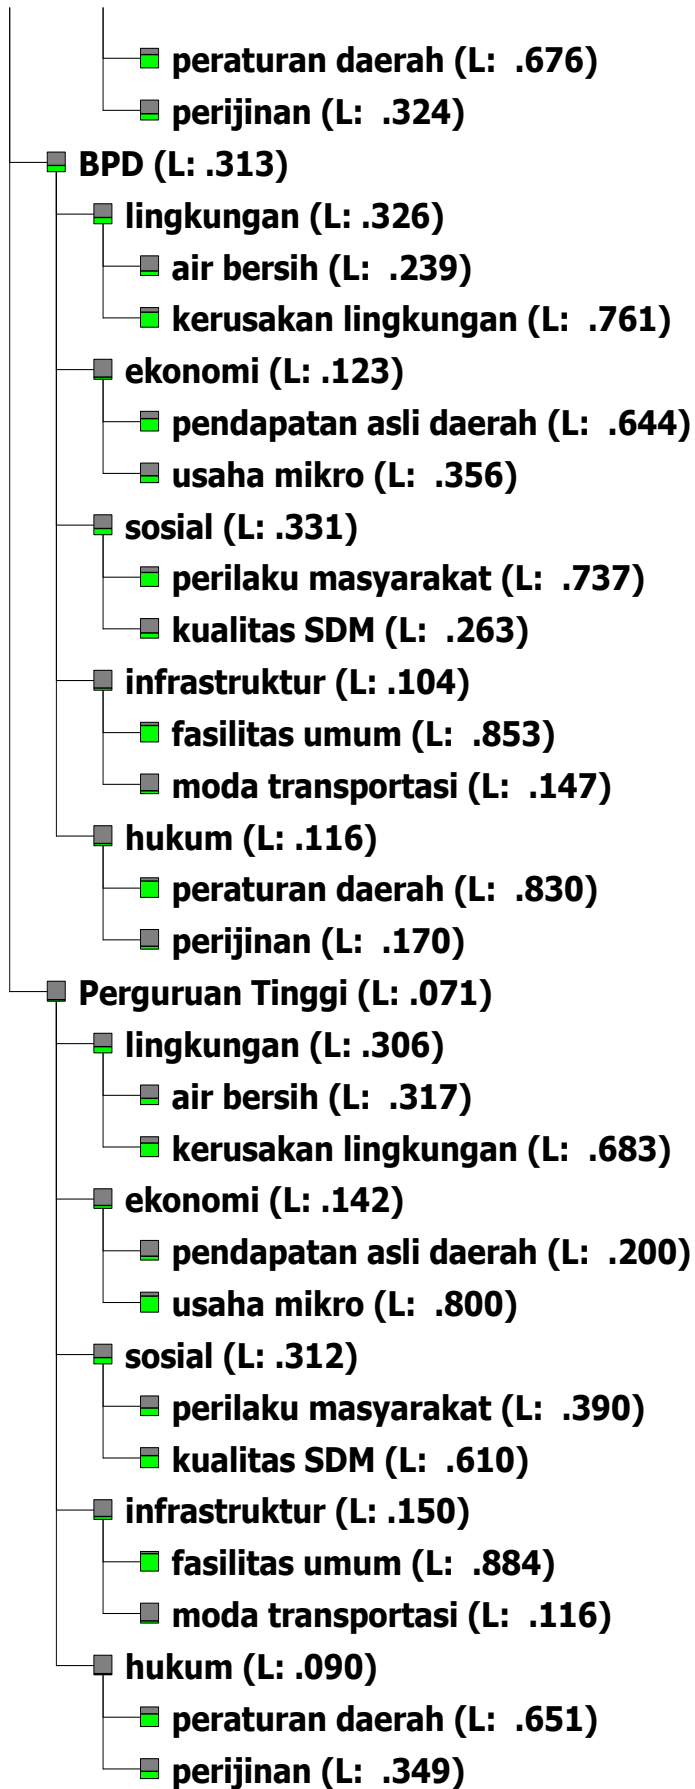 peraturan daerah (L: .676)
perijinan (L: .324)
BPD (L: .313)
lingkungan (L: .326)
air bersih (L: .239)
kerusakan lingkungan (L: .761)
ekonomi (L: .123)
pendapatan asli daerah (L: .644)
usaha mikro (L: .356)
sosial (L: .331)
perilaku masyarakat (L: .737)
kualitas SDM (L: .263)
infrastruktur (L: .104)
fasilitas umum (L: .853)
moda transportasi (L: .147)
hukum (L: .116)
peraturan daerah (L: .830)
perijinan (L: .170)
Perguruan Tinggi (L: .071)
lingkungan (L: .306)
air bersih (L: .317)
kerusakan lingkungan (L: .683)
ekonomi (L: .142)
pendapatan asli daerah (L: .200)
usaha mikro (L: .800)
sosial (L: .312)
perilaku masyarakat (L: .390)
kualitas SDM (L: .610)
infrastruktur (L: .150)
fasilitas umum (L: .884)
moda transportasi (L: .116)
hukum (L: .090)
peraturan daerah (L: .651)
perijinan (L: .349)